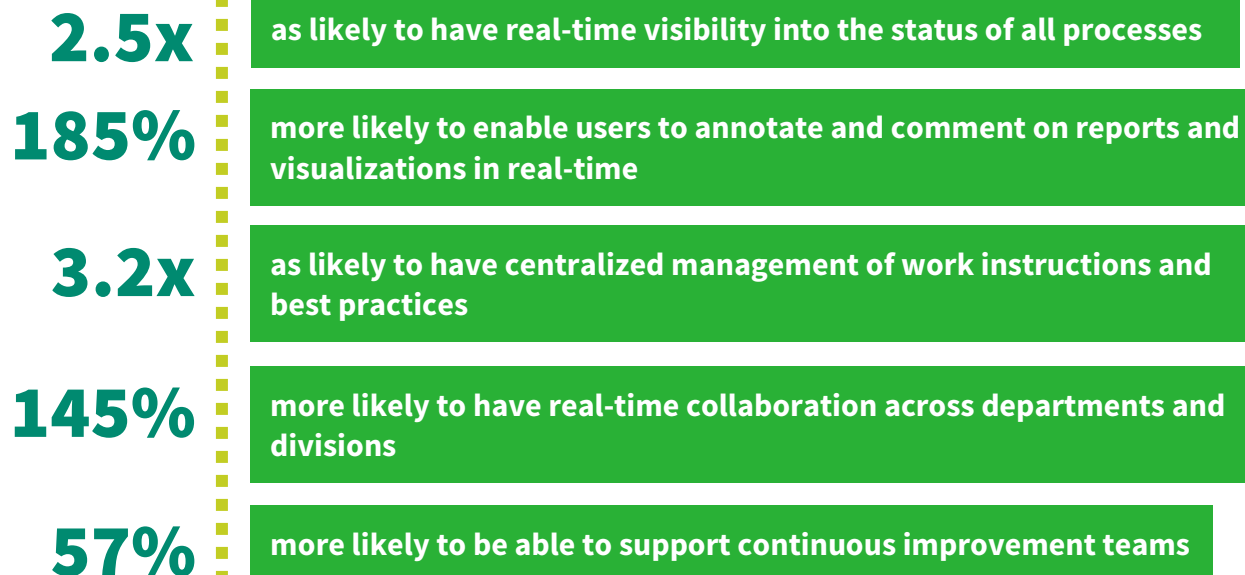 2.5x
as likely to have real-time visibility into the status of all processes
185%
more likely to enable users to annotate and comment on reports and
visualizations in real-time
3.2x
as likely to have centralized management of work instructions and
best practices
145%
more likely to have real-time collaboration across departments and
divisions
57%
more likely to be able to support continuous improvement teams